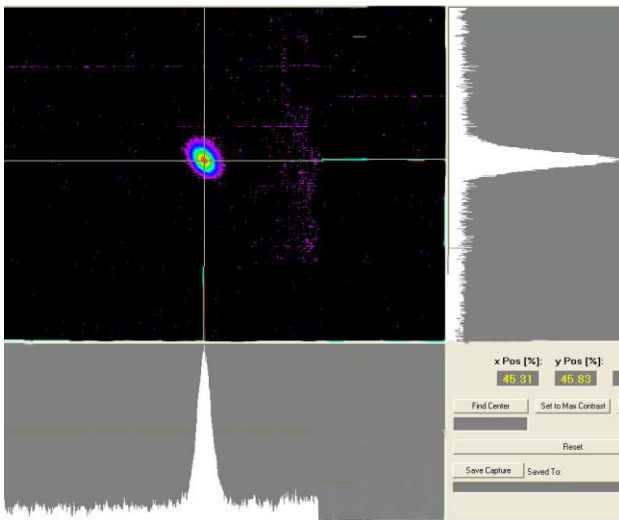 x Pos [%]: y Pos [%]:
45.31 45.83
Find Center Set to Max Contrast
Reset
Save Capture Saved To: